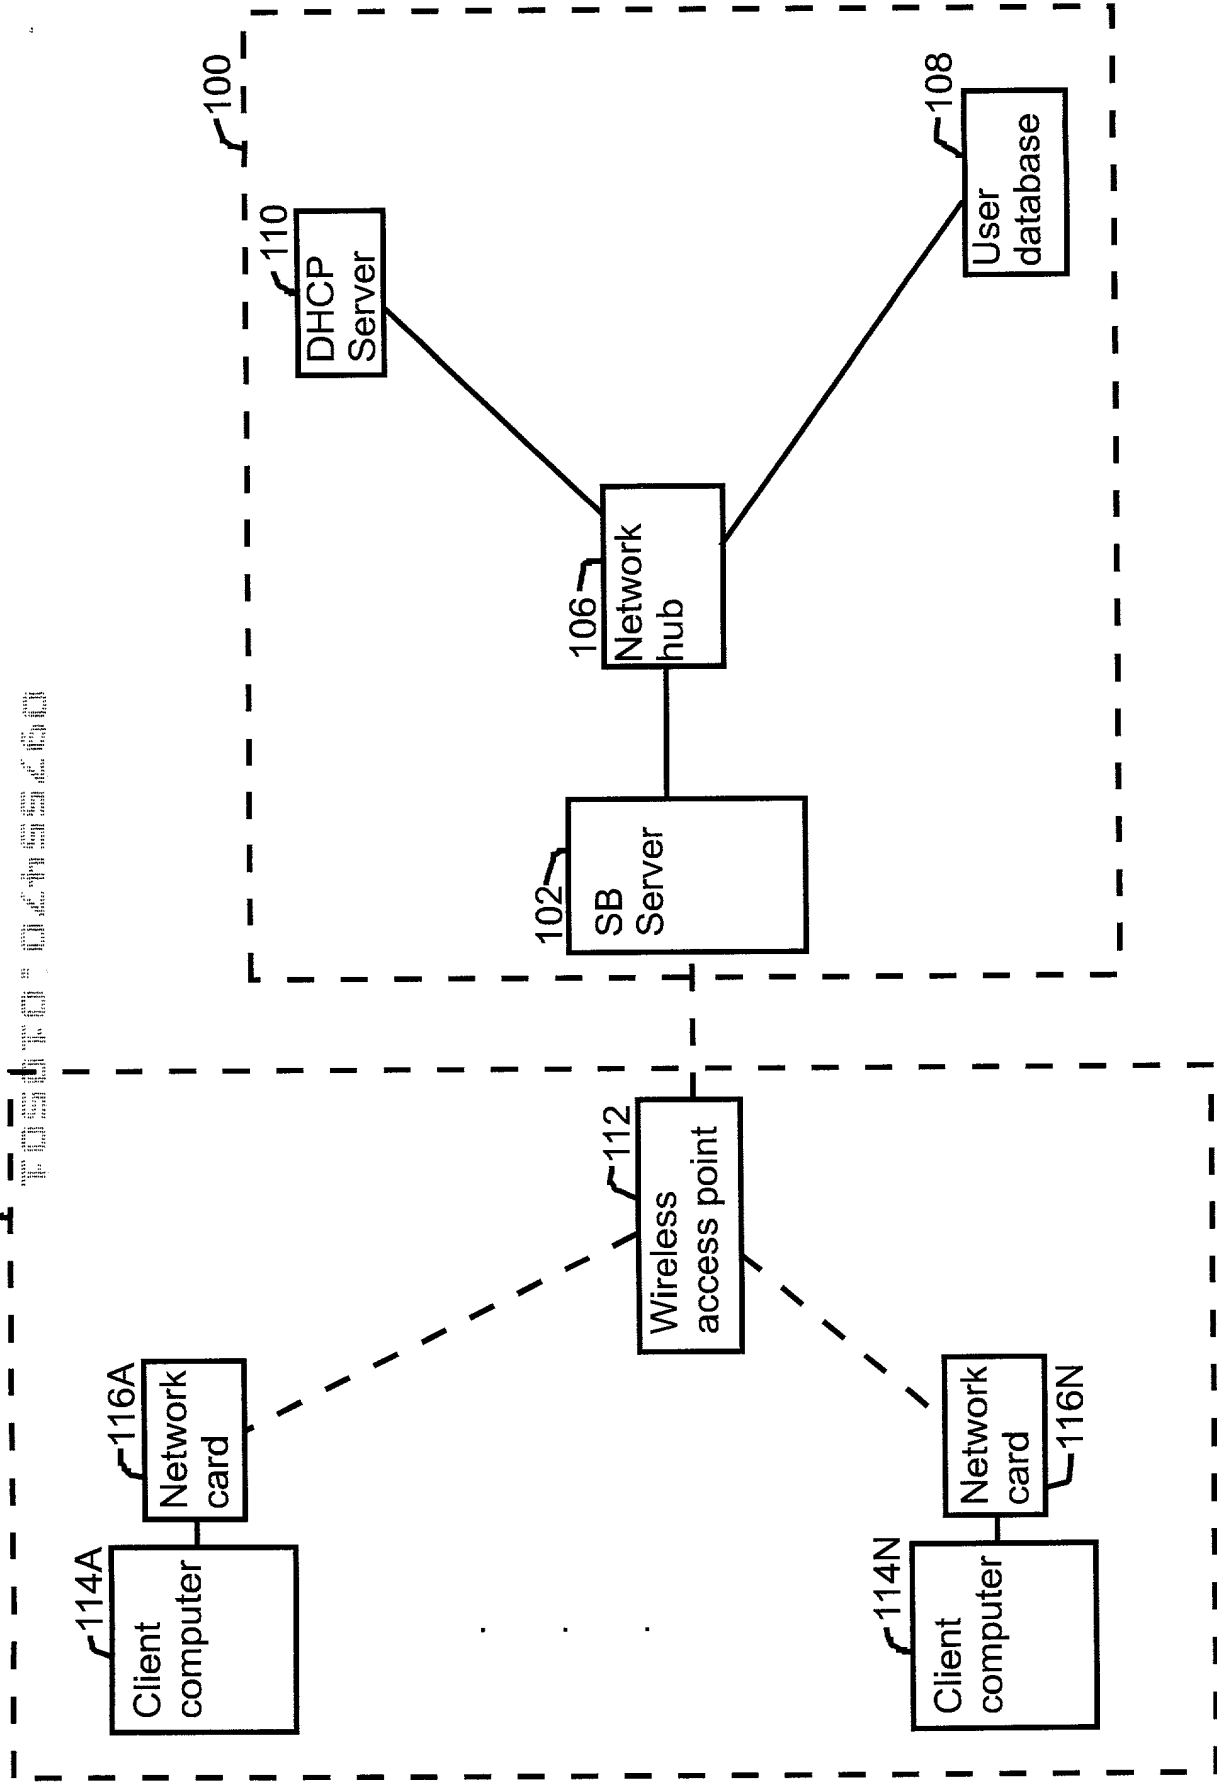 100
110
DHCP
Server
108
User
database
106
Network
hub
102
SB
Server
112
Wireless
access point
116A
Network
card
114A
Client
computer
. . .
116N
Network
card
114N
Client
computer